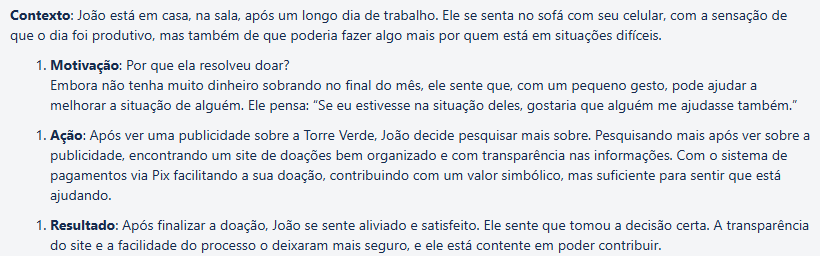 Contexto: João está em casa, na sala, após um longo dia de trabalho. Ele se senta no sofá com seu celular, com a sensação de
que o dia foi produtivo, mas também de que poderia fazer algo mais por quem está em situações difíceis.
1. Motivação: Por que ela resolveu doar?
Embora não tenha muito dinheiro sobrando no final do mês, ele sente que, com um pequeno gesto, pode ajudar a
melhorar a situação de alguém. Ele pensa: “Se eu estivesse na situação deles, gostaria que alguém me ajudasse também.”
1. Ação: Após ver uma publicidade sobre a Torre Verde, João decide pesquisar mais sobre. Pesquisando mais após ver sobre a
publicidade, encontrando um site de doações bem organizado e com transparência nas informações. Com o sistema de
pagamentos via Pix facilitando a sua doação, contribuindo com um valor simbólico, mas suficiente para sentir que está
ajudando.
1. Resultado: Após finalizar a doação, João se sente aliviado e satisfeito. Ele sente que tomou a decisão certa. A transparência
do site e a facilidade do processo o deixaram mais seguro, e ele está contente em poder contribuir.